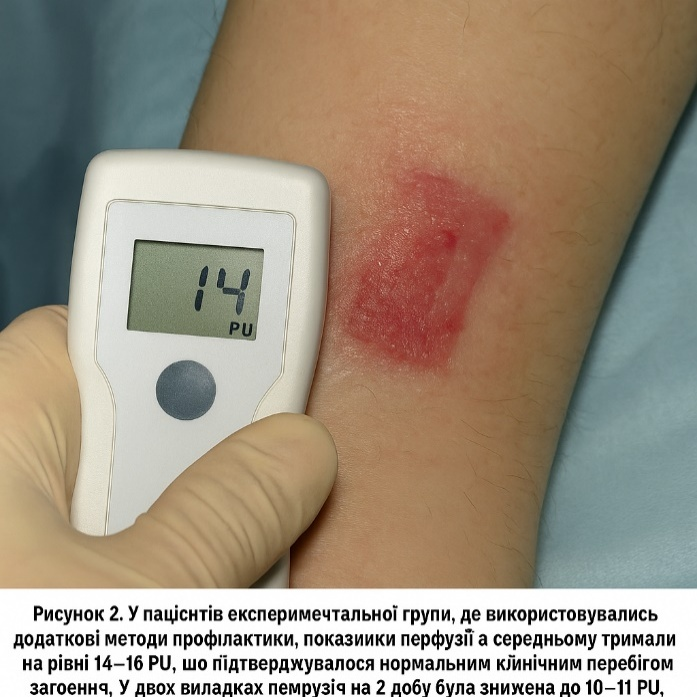 14
PU
Рисунок 2. У пацієнтів експеримечтальної групи, де використовувались
додаткові методи профілактики, показиики перфузії а середньому тримали
на рівні 14–16 PU, шо підтверджувалося нормальним клінічним перебігом
загоення, У двох виладках пемрузія на 2 добу була знижена до 10–11 PU,